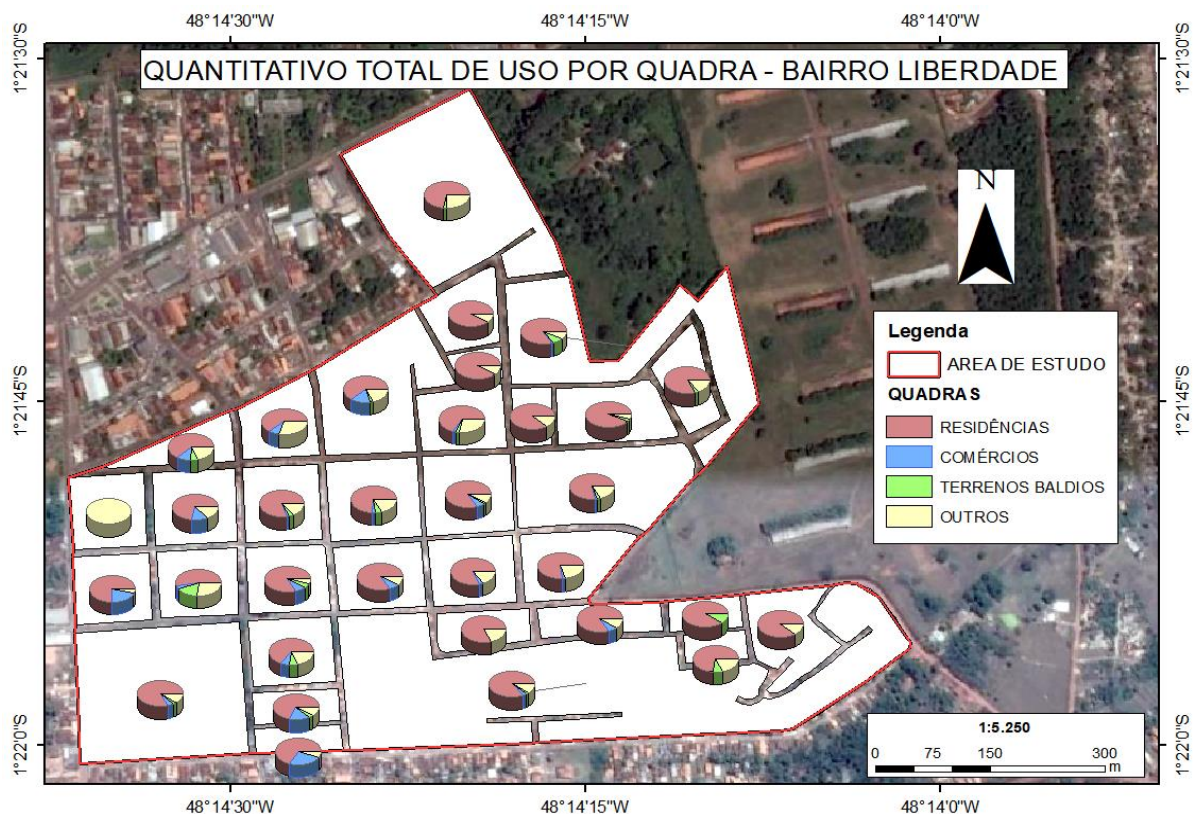 48°14'30"W 48°14'15"W 48°14'0"W
1°21'30"S 1°21'30"S
QUANTITATIVO TOTAL DE USO POR QUADRA - BAIRRO LIBERDADE
N
Legenda
AREA DE ESTUDO
QUADRAS
RESIDÊNCIAS
COMÉRCIOS
TERRENOS BALDIOS
OUTROS
1°21'45"S 1°21'45"S
1:5.250
0 75 150 300
m
1°22'0"S 1°22'0"S
48°14'30"W 48°14'15"W 48°14'0"W